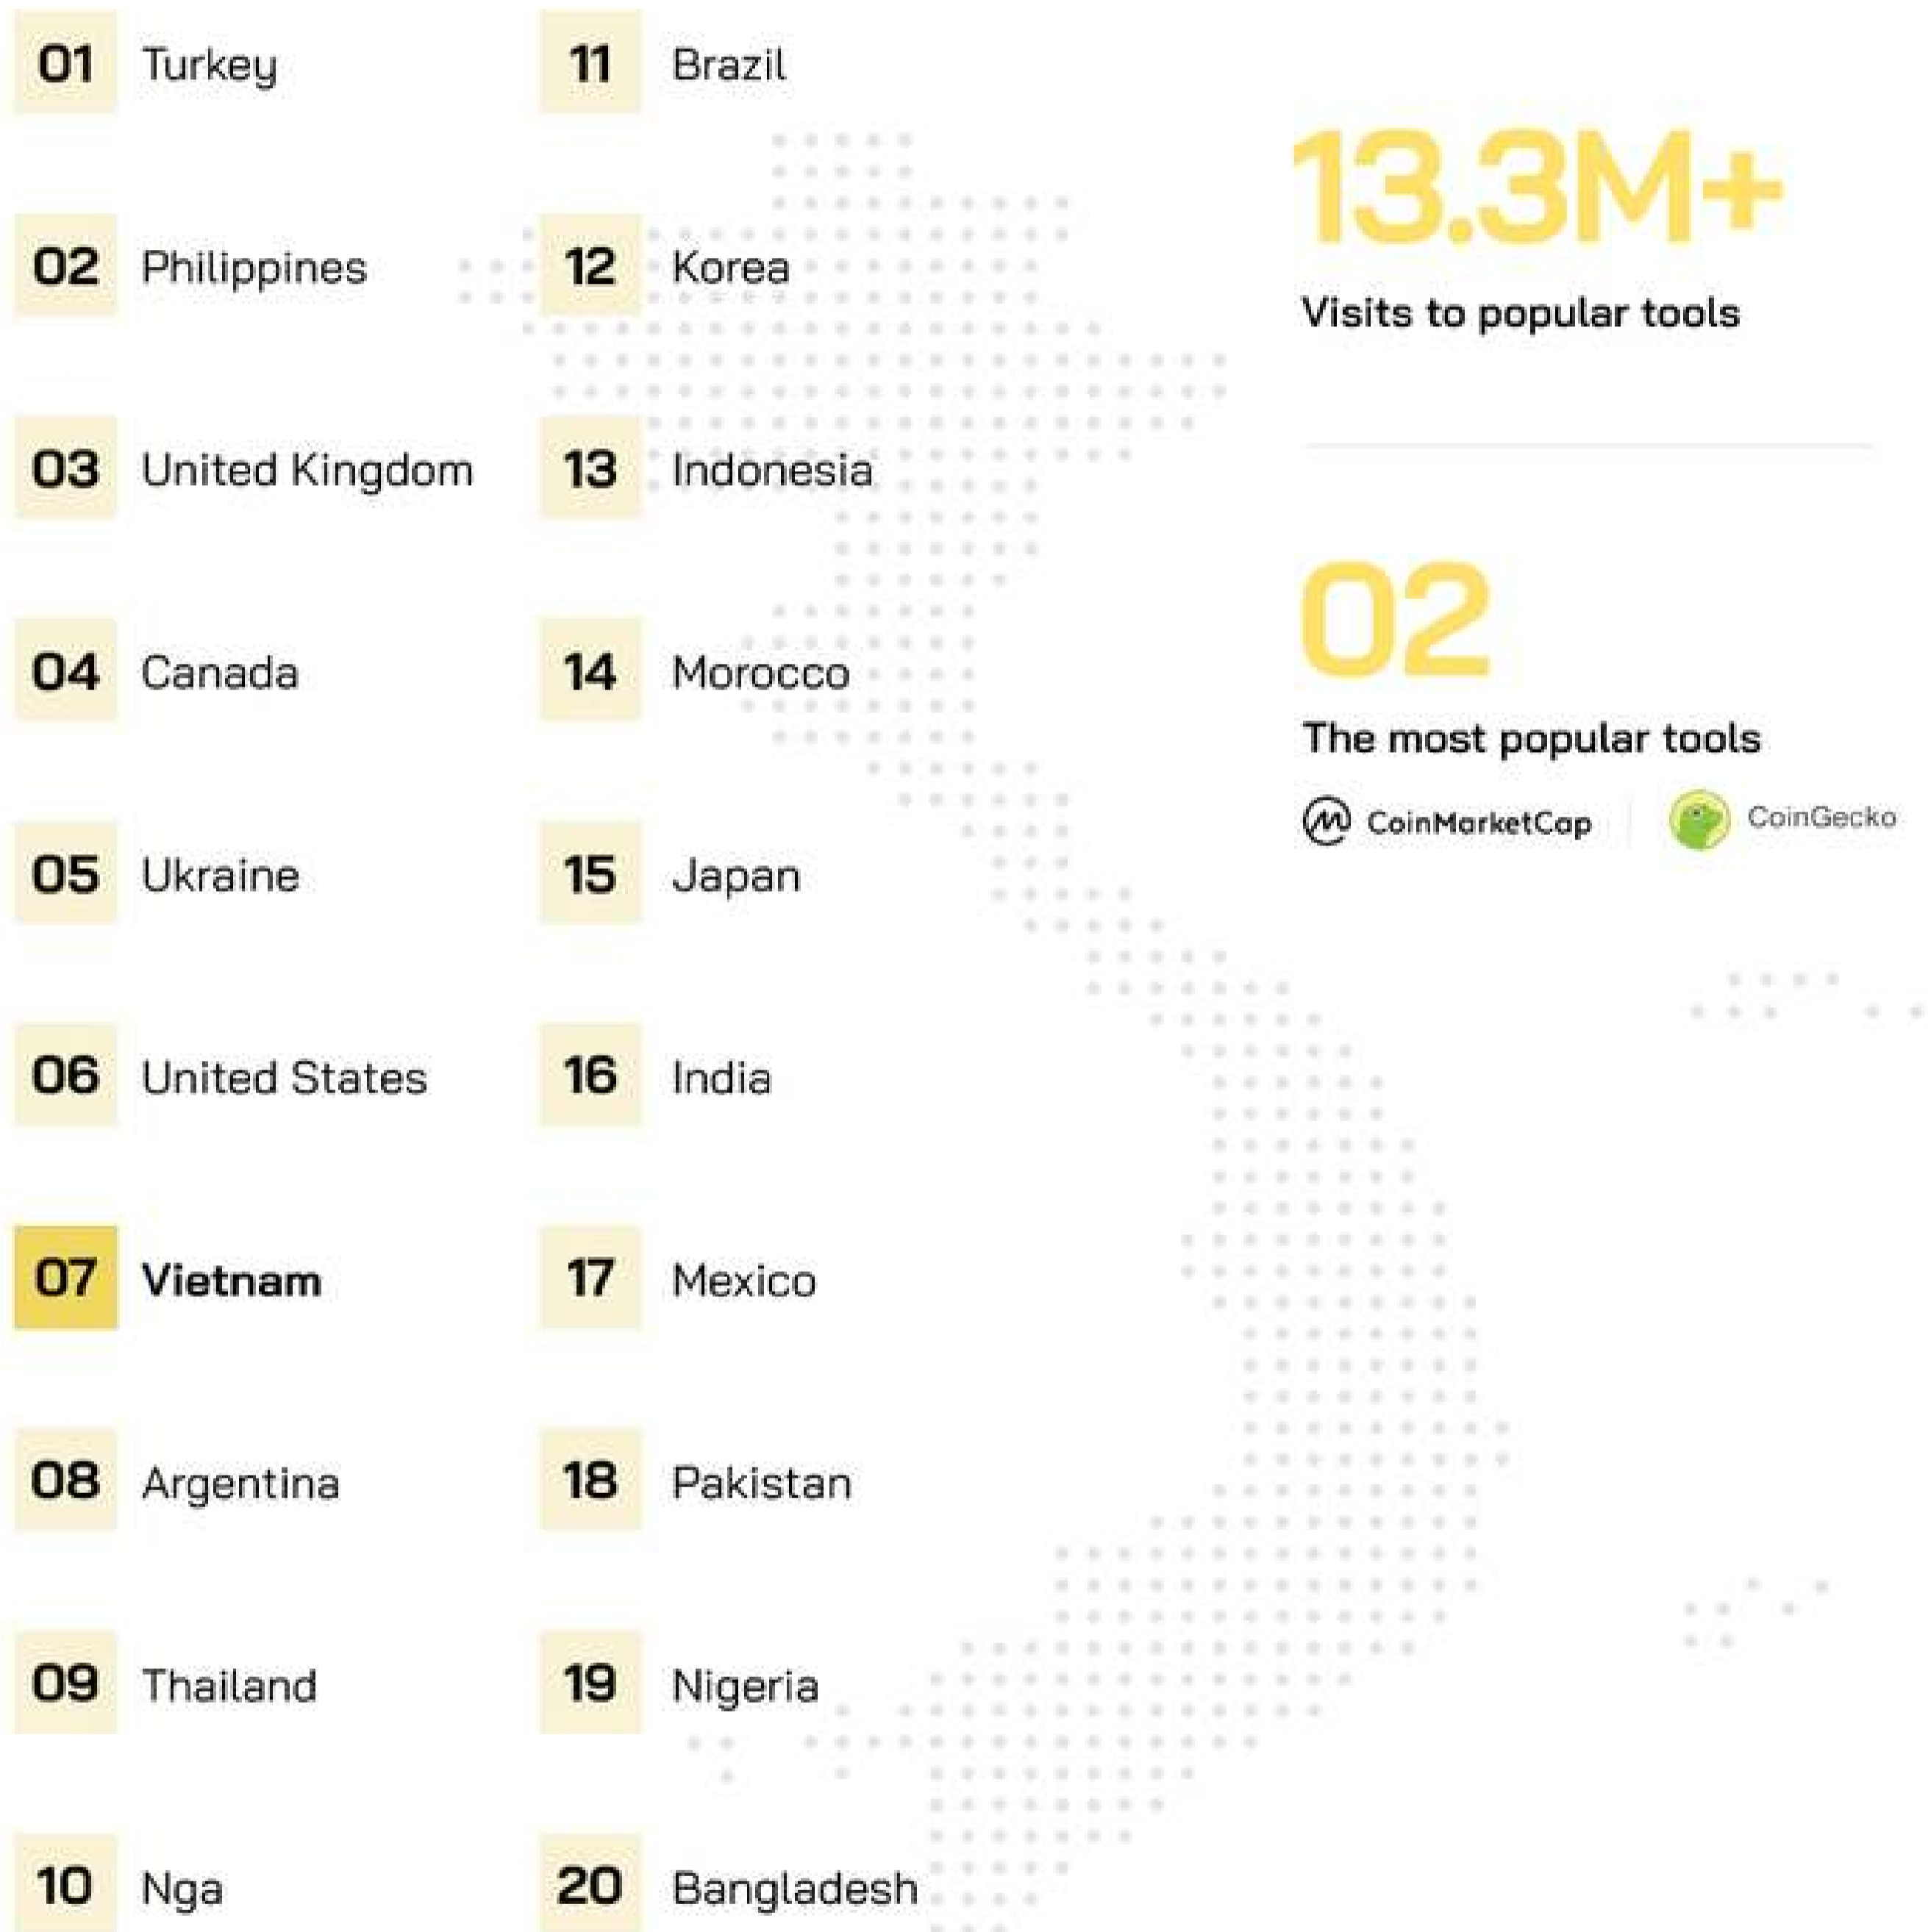 01 Turkey
02 Philippines
03 United Kingdom
04 Canada
05 Ukraine
06 United States
07 Vietnam
08 Argentina
09 Thailand
10 Nga
11 Brazil
12 Korea
13 Indonesia
14 Morocco
15 Japan
16 India
17 Mexico
18 Pakistan
19 Nigeria
20 Bangladesh
13.3M+
Visits to popular tools
02
The most popular tools
CoinMarketCap CoinGecko